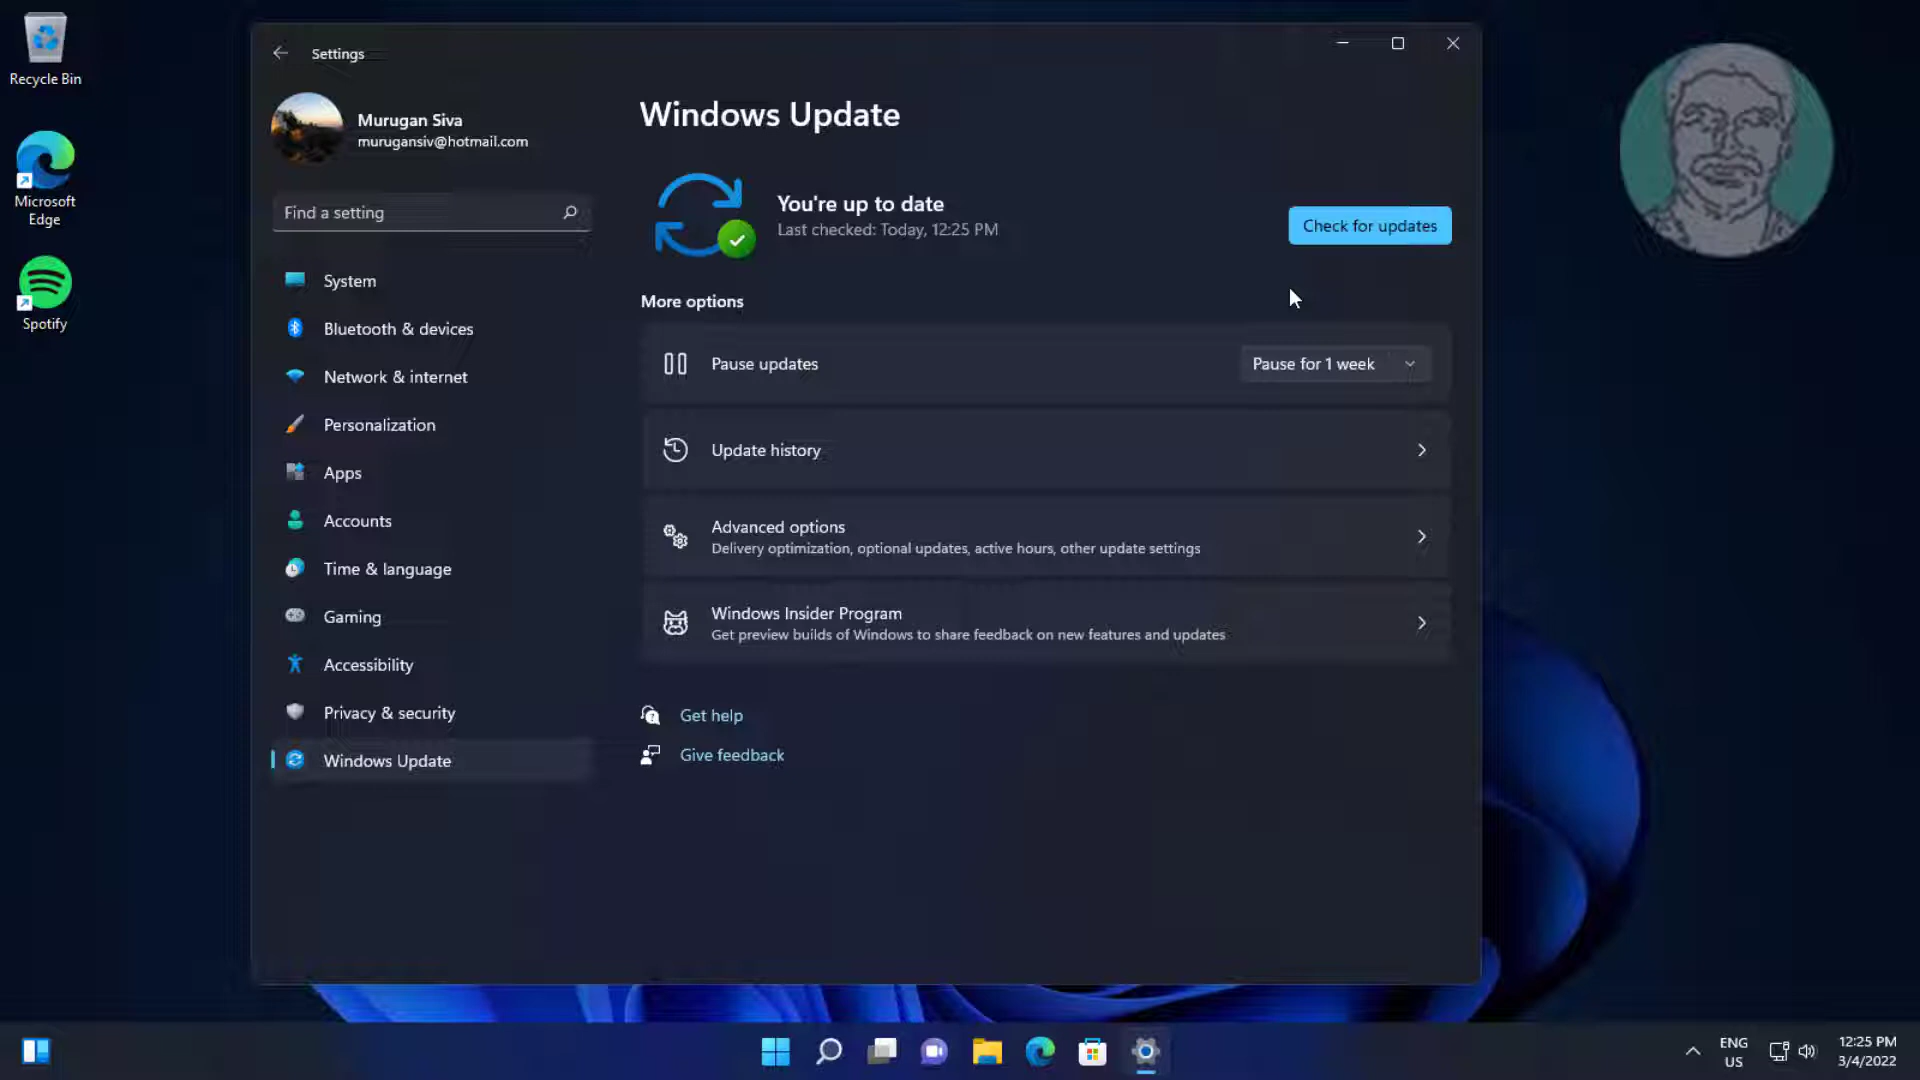 Recycle Bin
Microsoft
Edge
Spotify
Settings
Murugan Siva
murugansiv@hotmail.com
Find a setting
System
Bluetooth & devices
Network & internet
Personalization
Apps
Accounts
Time & language
Gaming
Accessibility
Privacy & security
Windows Update
Windows Update
You're up to date
Last checked: Today, 12:25 PM
Check for updates
More options
Pause updates
Pause for 1 week
Update history
Advanced options
Delivery optimization, optional updates, active hours, other update settings
Windows Insider Program
Get preview builds of Windows to share feedback on new features and updates
Get help
Give feedback
ENG
US
12:25 PM
3/4/2022